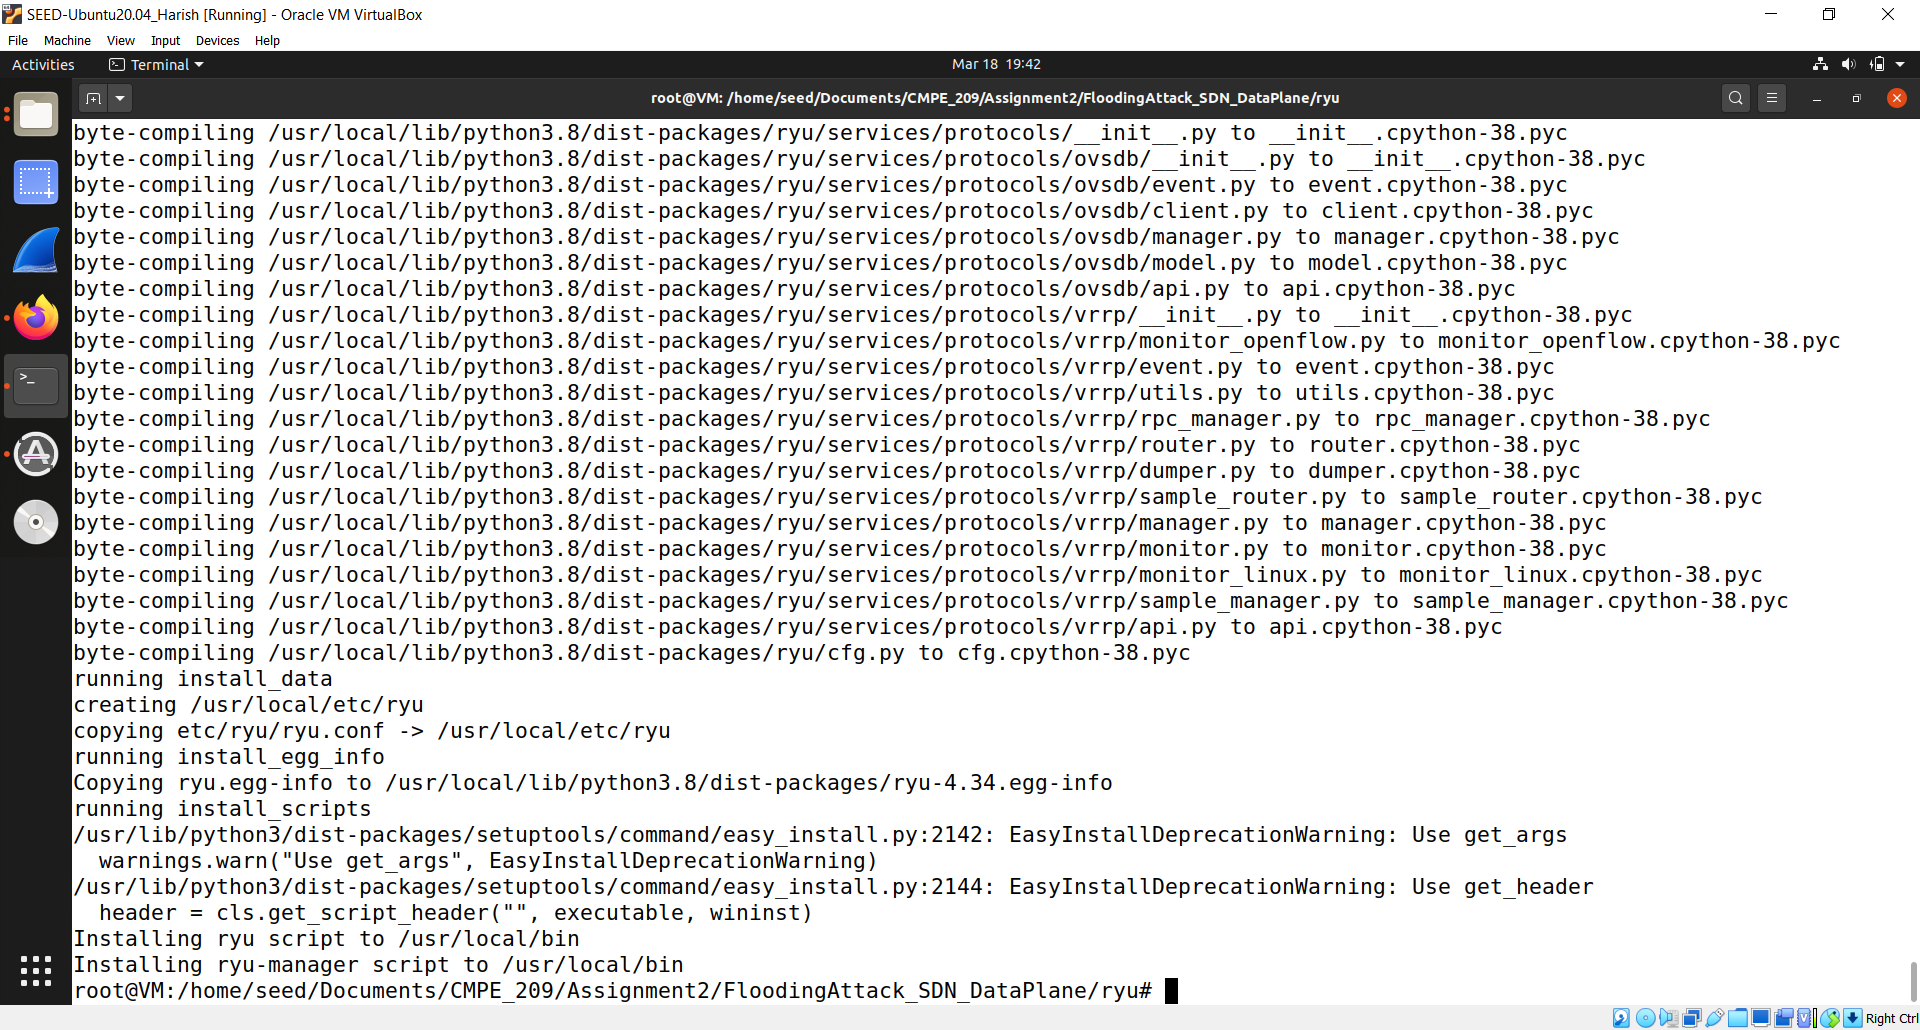 SEED-Ubuntu20.04_Harish [Running] - Oracle VM VirtualBox
File Machine View Input Devices Help
Activities Terminal Mar 18 19:42
root@VM: /home/seed/Documents/CMPE_209/Assignment2/FloodingAttack_SDN_DataPlane/ryu
byte-compiling /usr/local/lib/python3.8/dist-packages/ryu/services/protocols/__init__.py to __init__.cpython-38.pyc
byte-compiling /usr/local/lib/python3.8/dist-packages/ryu/services/protocols/ovsdb/__init__.py to __init__.cpython-38.pyc
byte-compiling /usr/local/lib/python3.8/dist-packages/ryu/services/protocols/ovsdb/event.py to event.cpython-38.pyc
byte-compiling /usr/local/lib/python3.8/dist-packages/ryu/services/protocols/ovsdb/client.py to client.cpython-38.pyc
byte-compiling /usr/local/lib/python3.8/dist-packages/ryu/services/protocols/ovsdb/manager.py to manager.cpython-38.pyc
byte-compiling /usr/local/lib/python3.8/dist-packages/ryu/services/protocols/ovsdb/model.py to model.cpython-38.pyc
byte-compiling /usr/local/lib/python3.8/dist-packages/ryu/services/protocols/ovsdb/api.py to api.cpython-38.pyc
byte-compiling /usr/local/lib/python3.8/dist-packages/ryu/services/protocols/vrrp/__init__.py to __init__.cpython-38.pyc
byte-compiling /usr/local/lib/python3.8/dist-packages/ryu/services/protocols/vrrp/monitor_openflow.py to monitor_openflow.cpython-38.pyc
byte-compiling /usr/local/lib/python3.8/dist-packages/ryu/services/protocols/vrrp/event.py to event.cpython-38.pyc
byte-compiling /usr/local/lib/python3.8/dist-packages/ryu/services/protocols/vrrp/utils.py to utils.cpython-38.pyc
byte-compiling /usr/local/lib/python3.8/dist-packages/ryu/services/protocols/vrrp/rpc_manager.py to rpc_manager.cpython-38.pyc
byte-compiling /usr/local/lib/python3.8/dist-packages/ryu/services/protocols/vrrp/router.py to router.cpython-38.pyc
byte-compiling /usr/local/lib/python3.8/dist-packages/ryu/services/protocols/vrrp/dumper.py to dumper.cpython-38.pyc
byte-compiling /usr/local/lib/python3.8/dist-packages/ryu/services/protocols/vrrp/sample_router.py to sample_router.cpython-38.pyc
byte-compiling /usr/local/lib/python3.8/dist-packages/ryu/services/protocols/vrrp/manager.py to manager.cpython-38.pyc
byte-compiling /usr/local/lib/python3.8/dist-packages/ryu/services/protocols/vrrp/monitor.py to monitor.cpython-38.pyc
byte-compiling /usr/local/lib/python3.8/dist-packages/ryu/services/protocols/vrrp/monitor_linux.py to monitor_linux.cpython-38.pyc
byte-compiling /usr/local/lib/python3.8/dist-packages/ryu/services/protocols/vrrp/sample_manager.py to sample_manager.cpython-38.pyc
byte-compiling /usr/local/lib/python3.8/dist-packages/ryu/services/protocols/vrrp/api.py to api.cpython-38.pyc
byte-compiling /usr/local/lib/python3.8/dist-packages/ryu/cfg.py to cfg.cpython-38.pyc
running install_data
creating /usr/local/etc/ryu
copying etc/ryu/ryu.conf -> /usr/local/etc/ryu
running install_egg_info
Copying ryu.egg-info to /usr/local/lib/python3.8/dist-packages/ryu-4.34.egg-info
running install_scripts
/usr/lib/python3/dist-packages/setuptools/command/easy_install.py:2142: EasyInstallDeprecationWarning: Use get_args
  warnings.warn("Use get_args", EasyInstallDeprecationWarning)
/usr/lib/python3/dist-packages/setuptools/command/easy_install.py:2144: EasyInstallDeprecationWarning: Use get_header
  header = cls.get_script_header("", executable, wininst)
Installing ryu script to /usr/local/bin
Installing ryu-manager script to /usr/local/bin
root@VM:/home/seed/Documents/CMPE_209/Assignment2/FloodingAttack_SDN_DataPlane/ryu#
Right Ctrl